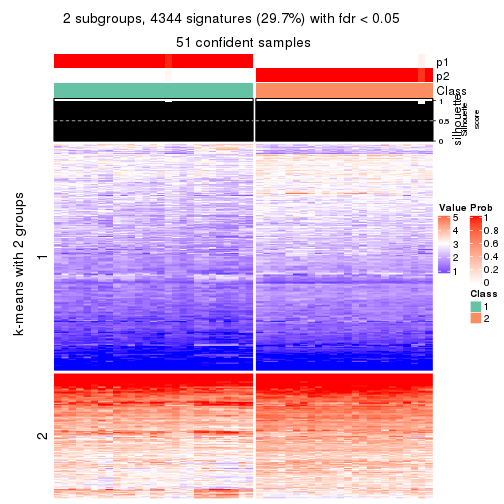 2 subgroups, 4344 signatures (29.7%) with fdr < 0.05
51 confident samples
p1
p2
Class
1
0.5
0
silhouette
Silhouette
score
k-means with 2 groups
1
2
Value
5
4
3
2
1
Prob
1
0.8
0.6
0.4
0.2
0
Class
1
2